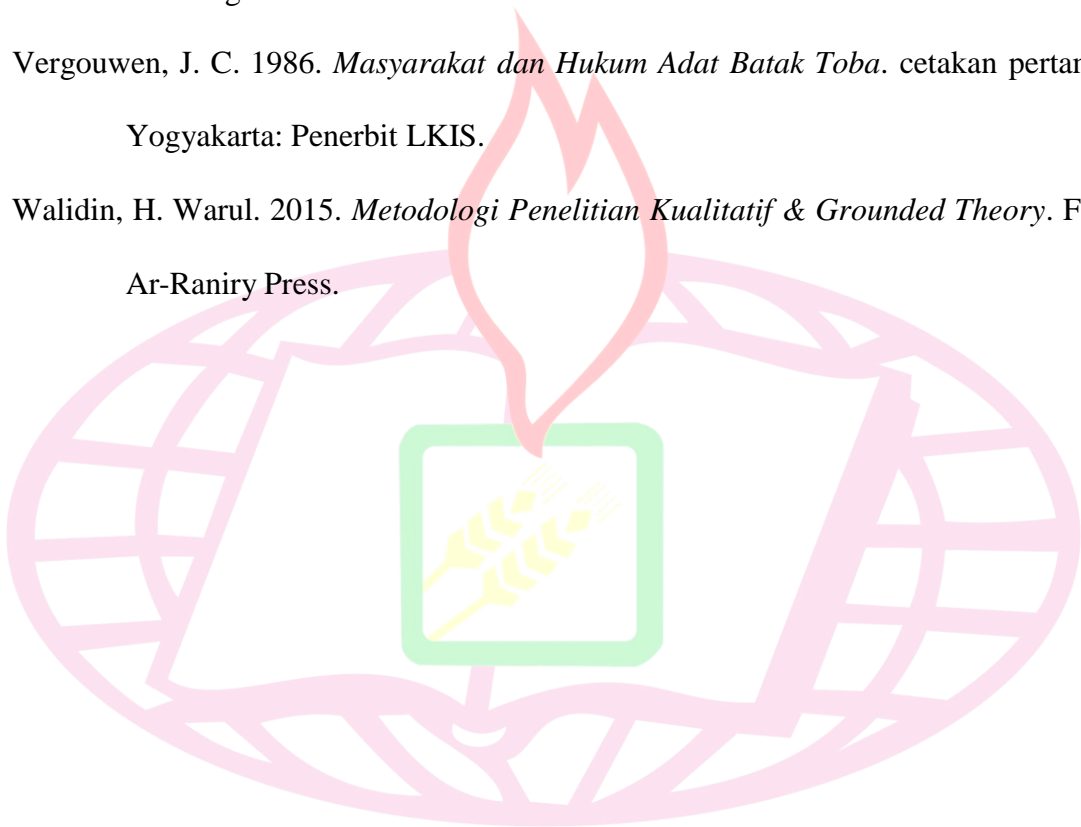 Vergouwen, J. C. 1986. Masyarakat dan Hukum Adat Batak Toba. cetakan
Yogyakarta: Penerbit LKIS.
Walidin, H. Warul. 2015. Metodologi Penelitian Kualitatif & Grounded Theory.
Ar-Raniry Press.